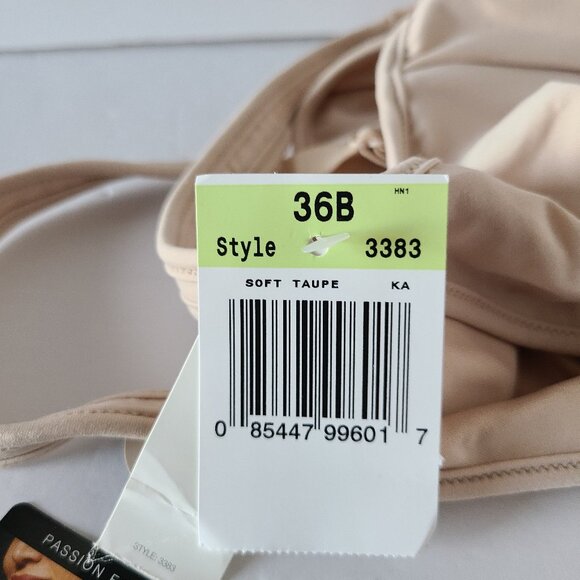 HN1
36B
Style 3383
SOFT TAUPE KA
0 85447 99601 7
STYLE: 3383
PASSION F